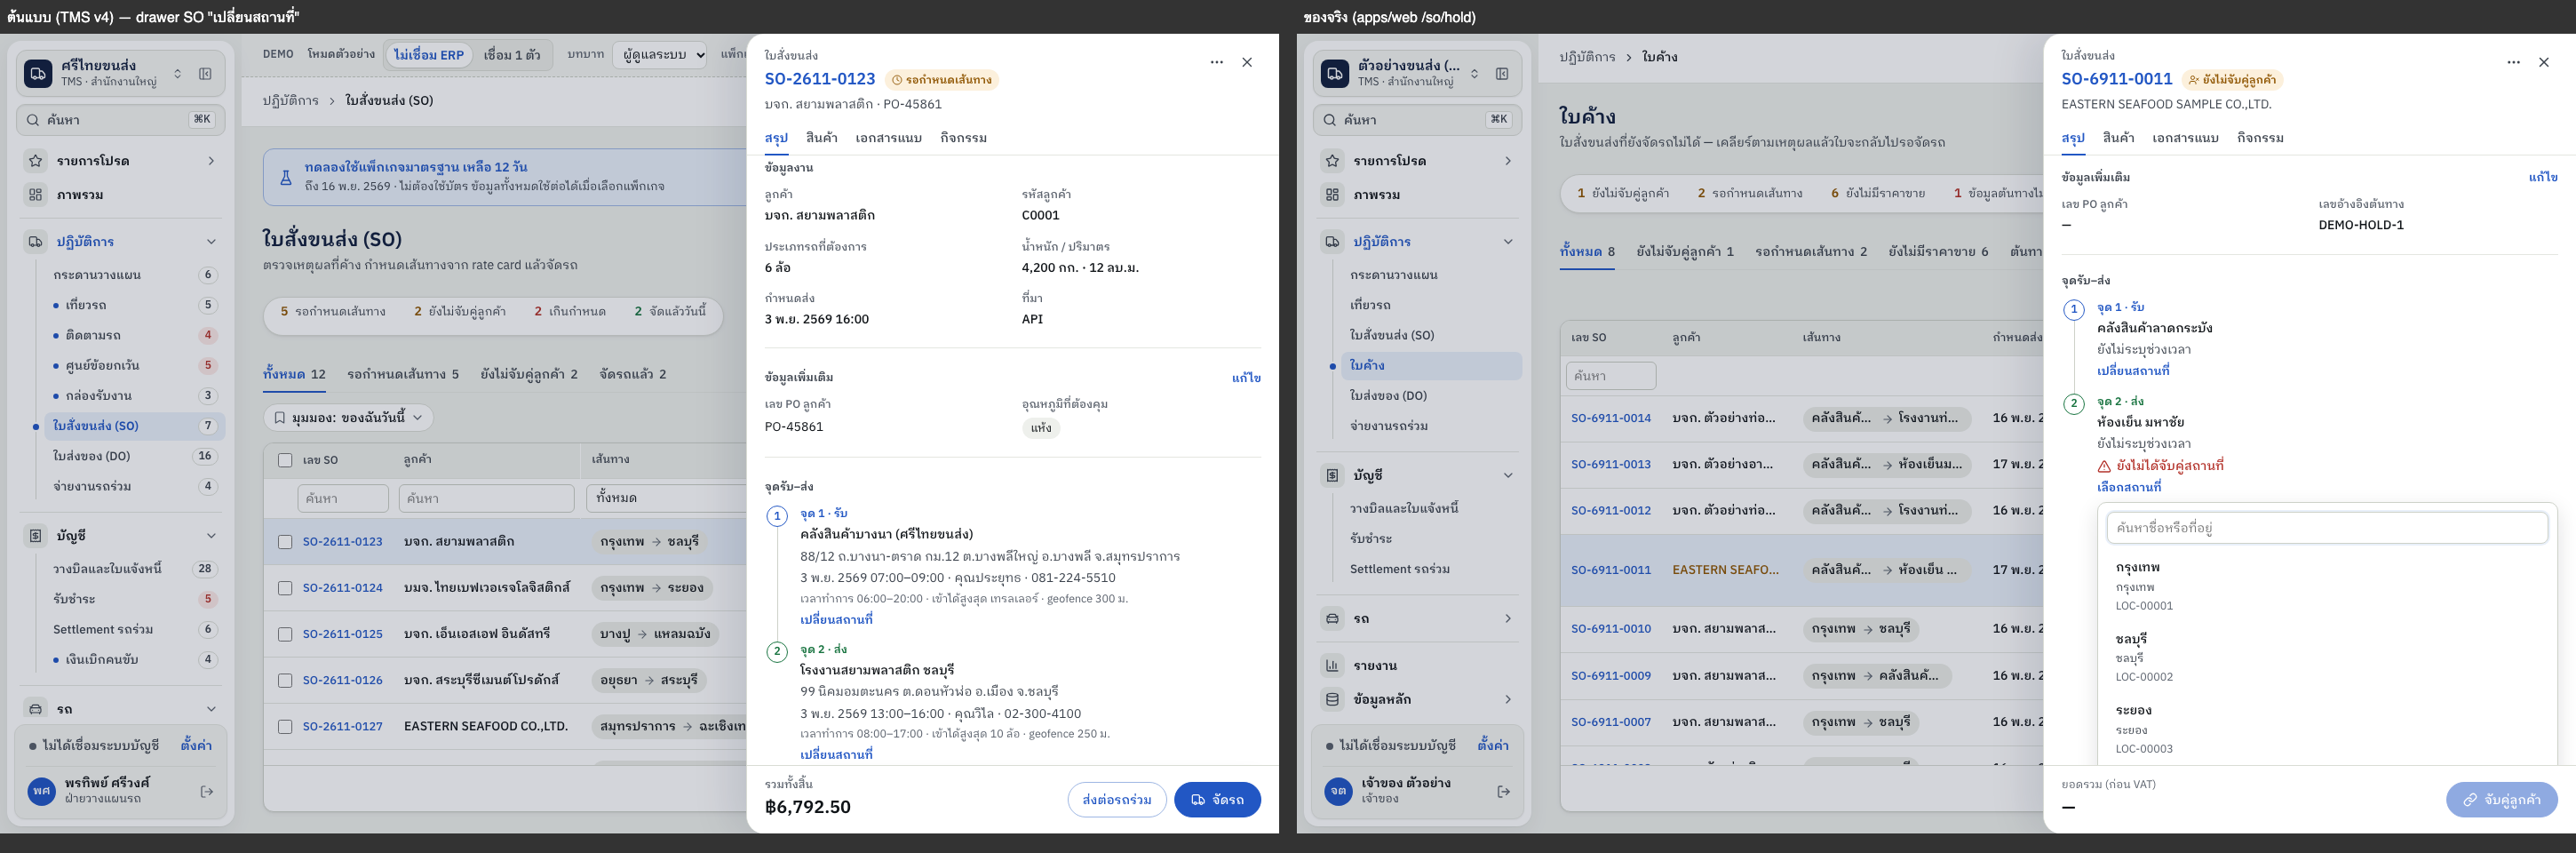 ต้นแบบ (TMS v4) — drawer SO "เปลี่ยนสถานที่"
ศรีไทยขนส่ง
TMS · สำนักงานใหญ่
ค้นหา ⌘K
รายการโปรด
ภาพรวม
ปฏิบัติการ
กระดานวางแผน 6
เที่ยวรถ 5
ติดตามรถ 4
ศูนย์ข้อยกเว้น 5
กล่องรับงาน 3
ใบสั่งขนส่ง (SO) 7
ใบส่งของ (DO) 16
จ่ายงานรถร่วม 4
บัญชี
วางบิลและใบแจ้งหนี้ 28
รับชำระ 5
Settlement รถร่วม 6
เงินเบิกคนขับ 4
รถ
ไม่ได้เชื่อมระบบบัญชี ตั้งค่า
พศ พรทิพย์ ศรีวงศ์
ฝ่ายวางแผนรถ
DEMO โหมดตัวอย่าง ไม่เชื่อม ERP เชื่อม 1 ตัว บทบาท ผู้ดูแลระบบ
ปฏิบัติการ › ใบสั่งขนส่ง (SO)
ทดลองใช้แพ็กเกจมาตรฐาน เหลือ 12 วัน
ถึง 16 พ.ย. 2569 · ไม่ต้องใช้บัตร ข้อมูลทั้งหมดใช้ต่อได้เมื่อเลือกแพ็กเกจ
ใบสั่งขนส่ง (SO)
ตรวจเหตุผลที่ค้าง กำหนดเส้นทางจาก rate card แล้วจัดรถ
5 รอกำหนดเส้นทาง 2 ยังไม่จับคู่ลูกค้า 2 เกินกำหนด 2 จัดแล้ววันนี้
ทั้งหมด 12 รอกำหนดเส้นทาง 5 ยังไม่จับคู่ลูกค้า 2 จัดรถแล้ว 2
มุมมอง: ของฉันวันนี้
เลข SO ลูกค้า เส้นทาง
ค้นหา ค้นหา ทั้งหมด
SO-2611-0123 บจก. สยามพลาสติก กรุงเทพ → ชลบุรี
SO-2611-0124 บมจ. ไทยเบฟเวอเรจโลจิสติกส์ กรุงเทพ → ระยอง
SO-2611-0125 บจก. เอ็นเอสเอฟ อินดัสทรี บางปู → แหลมฉบัง
SO-2611-0126 บจก. สระบุรีซีเมนต์โปรดักส์ อยุธยา → สระบุรี
SO-2611-0127 EASTERN SEAFOOD CO.,LTD. สมุทรปราการ → ฉะเชิงเท
ใบสั่งขนส่ง
SO-2611-0123 รอกำหนดเส้นทาง
บจก. สยามพลาสติก · PO-45861
สรุป สินค้า เอกสารแนบ กิจกรรม
ข้อมูลงาน
ลูกค้า รหัสลูกค้า
บจก. สยามพลาสติก C0001
ประเภทรถที่ต้องการ น้ำหนัก / ปริมาตร
6 ล้อ 4,200 กก. · 12 ลบ.ม.
กำหนดส่ง ที่มา
3 พ.ย. 2569 16:00 API
ข้อมูลเพิ่มเติม แก้ไข
เลข PO ลูกค้า อุณหภูมิที่ต้องคุม
PO-45861 แห้ง
จุดรับ–ส่ง
1 จุด 1 · รับ
คลังสินค้าบางนา (ศรีไทยขนส่ง)
88/12 ถ.บางนา-ตราด กม.12 ต.บางพลีใหญ่ อ.บางพลี จ.สมุทรปราการ
3 พ.ย. 2569 07:00–09:00 · คุณประยุทธ · 081-224-5510
เวลาทำการ 06:00–20:00 · เข้าได้สูงสุด เทรลเลอร์ · geofence 300 ม.
เปลี่ยนสถานที่
2 จุด 2 · ส่ง
โรงงานสยามพลาสติก ชลบุรี
99 นิคมอมตะนคร ต.ดอนหัวฬ่อ อ.เมือง จ.ชลบุรี
3 พ.ย. 2569 13:00–16:00 · คุณวิไล · 02-300-4100
เวลาทำการ 08:00–17:00 · เข้าได้สูงสุด 10 ล้อ · geofence 250 ม.
เปลี่ยนสถานที่
รวมทั้งสิ้น
฿6,792.50
ส่งต่อรถร่วม จัดรถ
ของจริง (apps/web /so/hold)
ตัวอย่างขนส่ง (...
TMS · สำนักงานใหญ่
ค้นหา ⌘K
รายการโปรด
ภาพรวม
ปฏิบัติการ
กระดานวางแผน
เที่ยวรถ
ใบสั่งขนส่ง (SO)
ใบค้าง
ใบส่งของ (DO)
จ่ายงานรถร่วม
บัญชี
วางบิลและใบแจ้งหนี้
รับชำระ
Settlement รถร่วม
รถ
รายงาน
ข้อมูลหลัก
ไม่ได้เชื่อมระบบบัญชี ตั้งค่า
จต เจ้าของ ตัวอย่าง
เจ้าของ
ปฏิบัติการ › ใบค้าง
ใบค้าง
ใบสั่งขนส่งที่ยังจัดรถไม่ได้ — เคลียร์ตามเหตุผลแล้วใบจะกลับไปรอจัดรถ
1 ยังไม่จับคู่ลูกค้า 2 รอกำหนดเส้นทาง 6 ยังไม่มีราคาขาย 1 ข้อมูลต้นทางไม
ทั้งหมด 8 ยังไม่จับคู่ลูกค้า 1 รอกำหนดเส้นทาง 2 ยังไม่มีราคาขาย 6 ต้นทา
เลข SO ลูกค้า เส้นทาง กำหนดส่ง
ค้นหา
SO-6911-0014 บจก. ตัวอย่างท่อ... คลังสินค้... → โรงงานท่... 16 พ.ย. 2
SO-6911-0013 บจก. ตัวอย่างอา... คลังสินค้... → ห้องเย็นม... 17 พ.ย. 2
SO-6911-0012 บจก. ตัวอย่างท่อ... คลังสินค้... → โรงงานท่... 16 พ.ย. 2
SO-6911-0011 EASTERN SEAFO... คลังสินค้... → ห้องเย็น ... 17 พ.ย. 2
SO-6911-0010 บจก. สยามพลาส... กรุงเทพ → ชลบุรี 16 พ.ย. 2
SO-6911-0009 บจก. สยามพลาส... กรุงเทพ → คลังสินค้... 16 พ.ย. 2
SO-6911-0007 บจก. สยามพลาส... กรุงเทพ → ชลบุรี 16 พ.ย. 2
ใบสั่งขนส่ง
SO-6911-0011 ยังไม่จับคู่ลูกค้า
EASTERN SEAFOOD SAMPLE CO.,LTD.
สรุป สินค้า เอกสารแนบ กิจกรรม
ข้อมูลเพิ่มเติม แก้ไข
เลข PO ลูกค้า เลขอ้างอิงต้นทาง
— DEMO-HOLD-1
จุดรับ–ส่ง
1 จุด 1 · รับ
คลังสินค้าลาดกระบัง
ยังไม่ระบุช่วงเวลา
เปลี่ยนสถานที่
2 จุด 2 · ส่ง
ห้องเย็น มหาชัย
ยังไม่ระบุช่วงเวลา
ยังไม่ได้จับคู่สถานที่
เลือกสถานที่
ค้นหาชื่อหรือที่อยู่
กรุงเทพ
กรุงเทพ
LOC-00001
ชลบุรี
ชลบุรี
LOC-00002
ระยอง
ระยอง
LOC-00003
ยอดรวม (ก่อน VAT)
—
จับคู่ลูกค้า